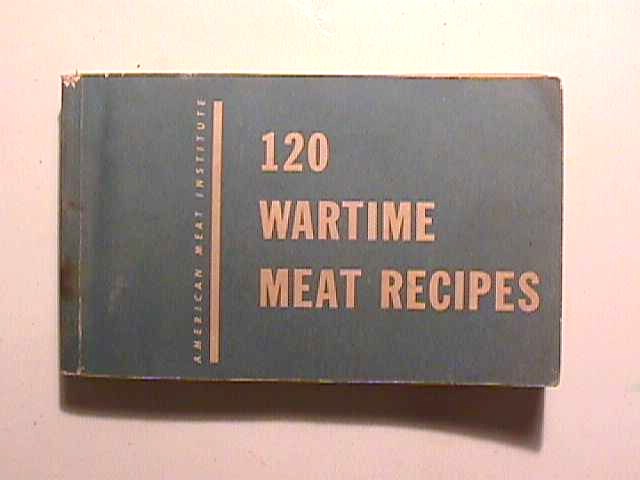 AMERICAN MEAT INSTITUTE
120
WARTIME
MEAT RECIPES